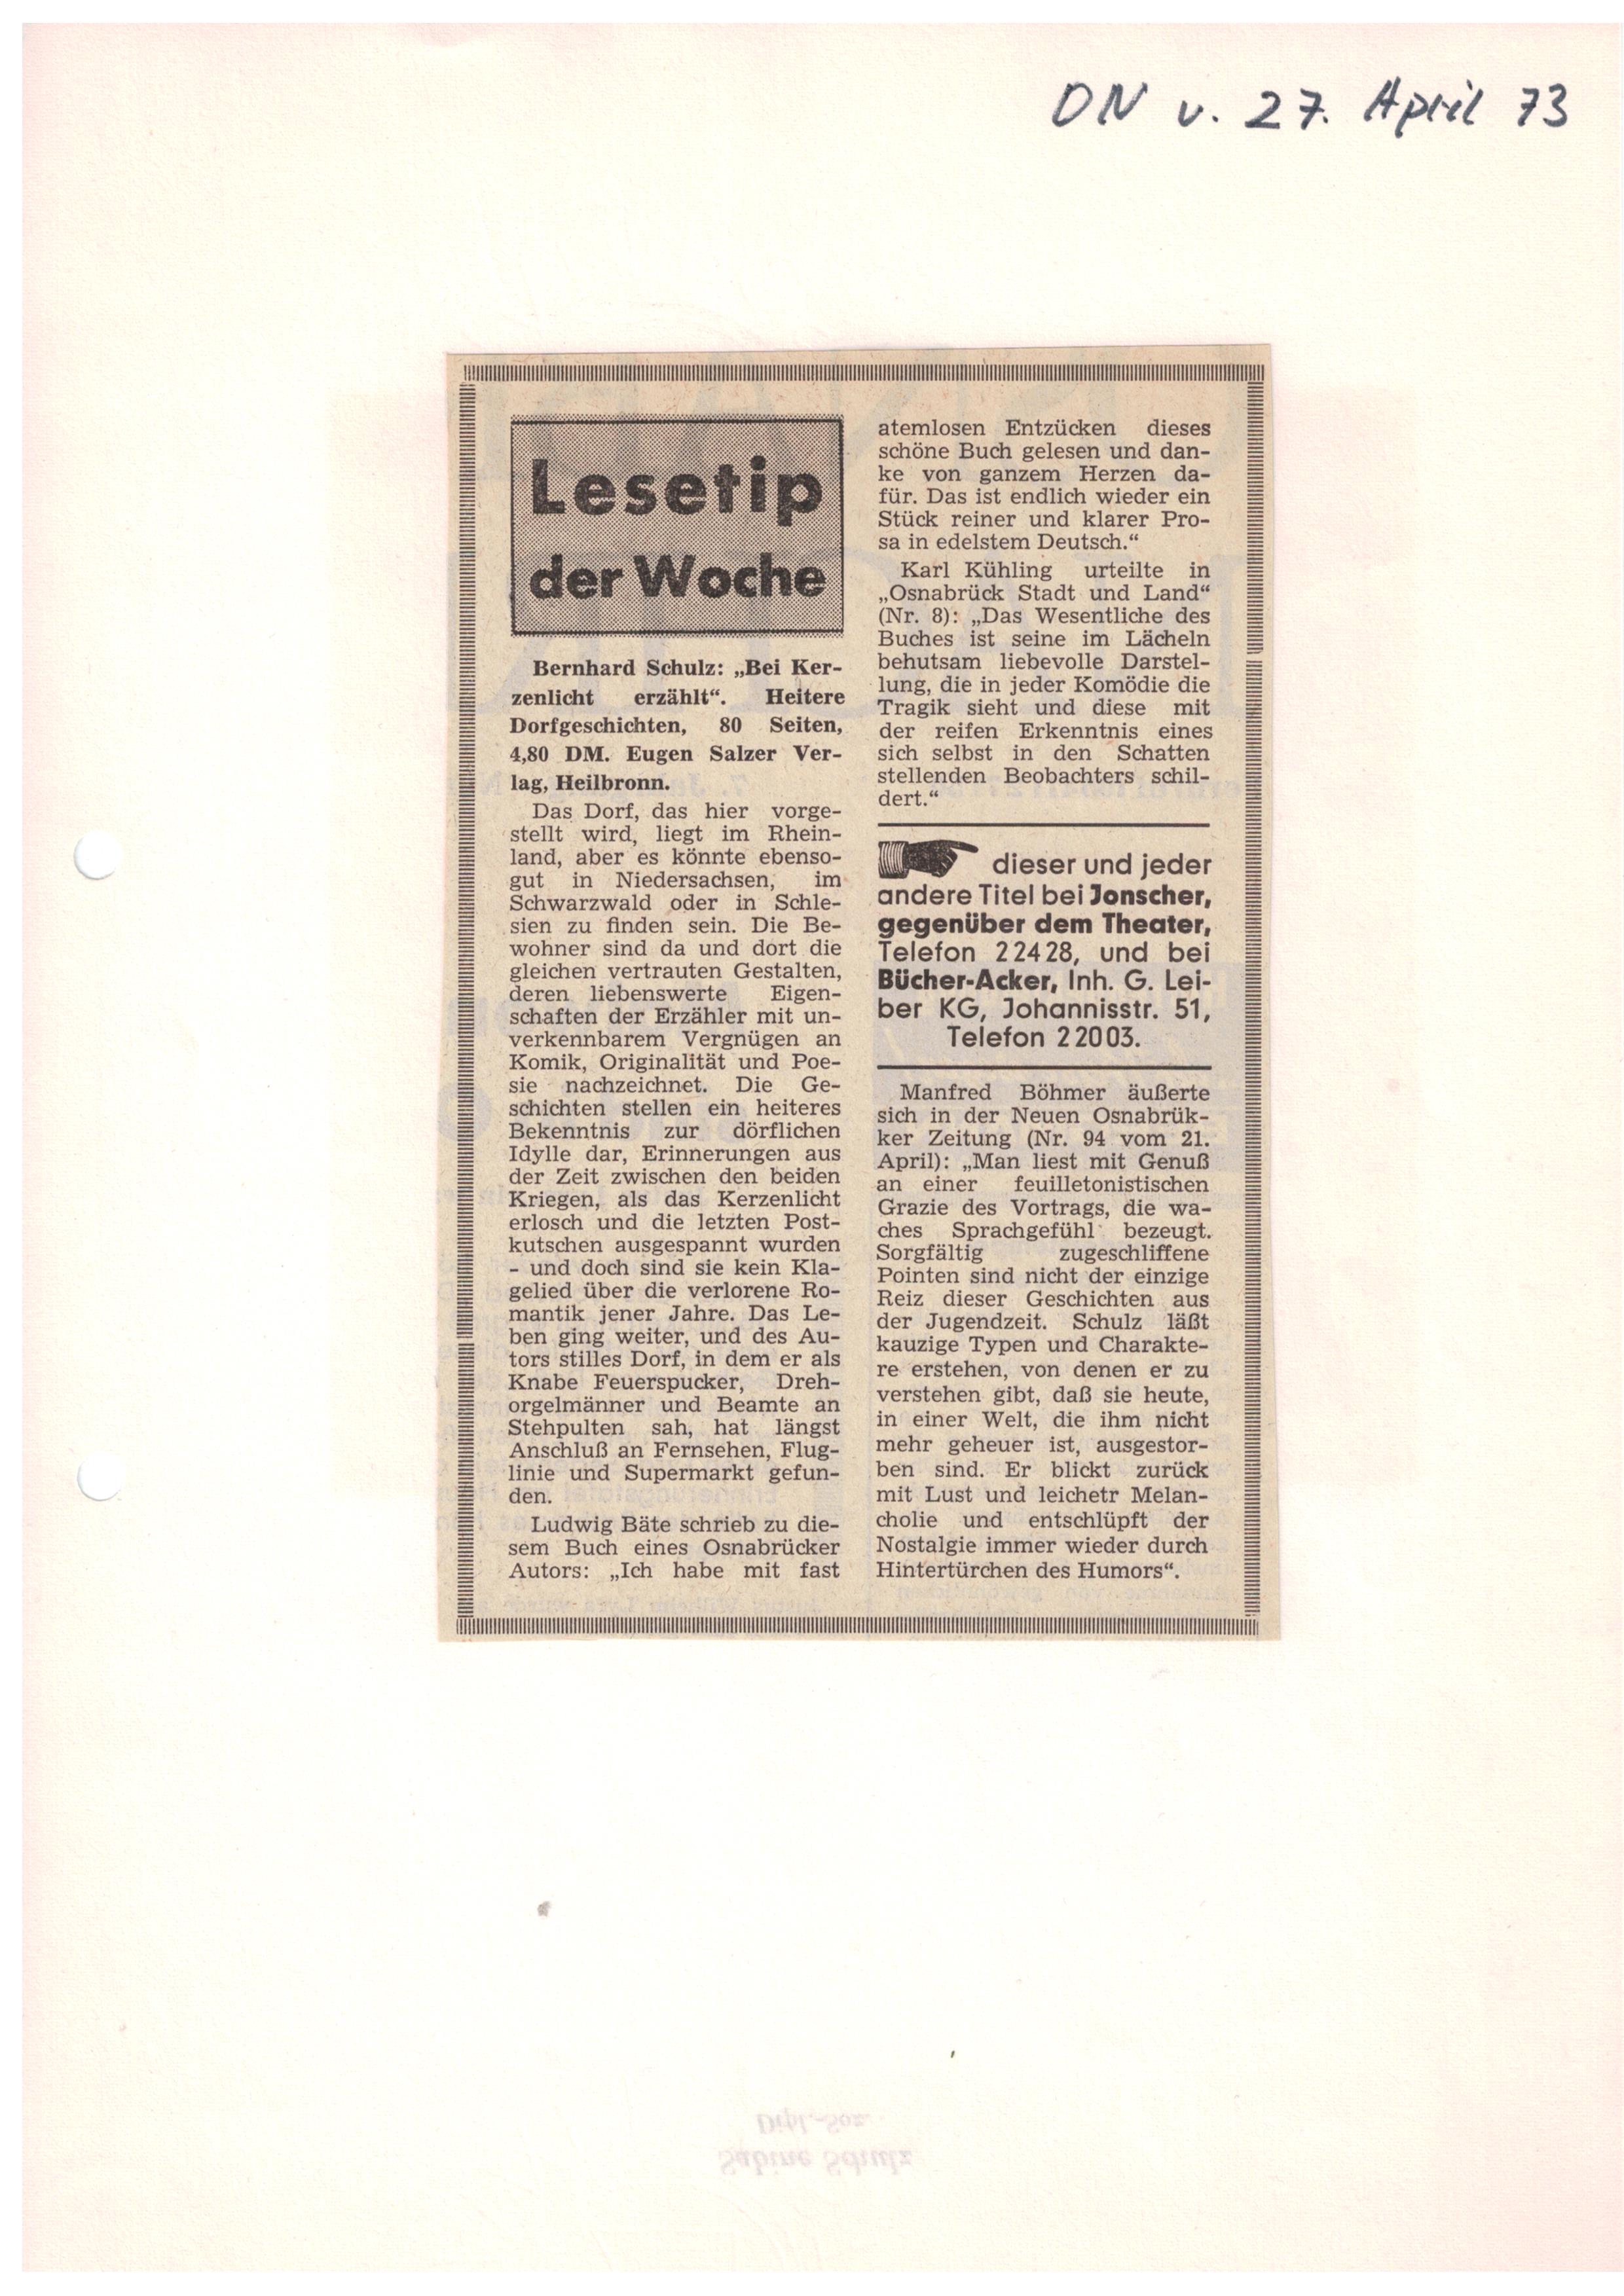 ON v. 27. April 73
Lesetip
der Woche
Bernhard Schulz: „Bei Ker-
zenlicht erzählt“. Heitere
Dorfgeschichten, 80 Seiten,
4,80 DM. Eugen Salzer Ver-
lag, Heilbronn.
Das Dorf, das hier vorge-
stellt wird, liegt im Rhein-
land, aber es könnte ebenso-
gut in Niedersachsen, im
Schwarzwald oder in Schle-
sien zu finden sein. Die Be-
wohner sind da und dort die
gleichen vertrauten Gestalten,
deren liebenswerte Eigen-
schaften der Erzähler mit un-
verkennbarem Vergnügen an
Komik, Originalität und Poe-
sie nachzeichnet. Die Ge-
schichten stellen ein heiteres
Bekenntnis zur dörflichen
Idylle dar, Erinnerungen aus
der Zeit zwischen den beiden
Kriegen, als das Kerzenlicht
erlosch und die letzten Post-
kutschen ausgespannt wurden
- und doch sind sie kein Kla-
gelied über die verlorene Ro-
mantik jener Jahre. Das Le-
ben ging weiter, und des Au-
tors stilles Dorf, in dem er als
Knabe Feuerspucker, Dreh-
orgelmänner und Beamte an
Stehpulten sah, hat längst
Anschluß an Fernsehen, Flug-
linie und Supermarkt gefun-
den.
Ludwig Bäte schrieb zu die-
sem Buch eines Osnabrücker
Autors: „Ich habe mit fast
atemlosen Entzücken dieses
schöne Buch gelesen und dan-
ke von ganzem Herzen da-
für. Das ist endlich wieder ein
Stück reiner und klarer Pro-
sa in edelstem Deutsch.“
Karl Kühling urteilte in
„Osnabrück Stadt und Land“
(Nr. 8): „Das Wesentliche des
Buches ist seine im Lächeln
behutsam liebevolle Darstel-
lung, die in jeder Komödie die
Tragik sieht und diese mit
der reifen Erkenntnis eines
sich selbst in den Schatten
stellenden Beobachters schil-
dert.“
dieser und jeder
andere Titel bei Jonscher,
gegenüber dem Theater,
Telefon 2 24 28, und bei
Bücher-Acker, Inh. G. Lei-
ber KG, Johannisstr. 51,
Telefon 2 20 03.
Manfred Böhmer äußerte
sich in der Neuen Osnabrük-
ker Zeitung (Nr. 94 vom 21.
April): „Man liest mit Genuß
an einer feuilletonistischen
Grazie des Vortrags, die wa-
ches Sprachgefühl bezeugt.
Sorgfältig zugeschliffene
Pointen sind nicht der einzige
Reiz dieser Geschichten aus
der Jugendzeit. Schulz läßt
kauzige Typen und Charakte-
re erstehen, von denen er zu
verstehen gibt, daß sie heute,
in einer Welt, die ihm nicht
mehr geheuer ist, ausgestor-
ben sind. Er blickt zurück
mit Lust und leichetr Melan-
cholie und entschlüpft der
Nostalgie immer wieder durch
Hintertürchen des Humors“.
Dipl.-Soz.
Sabine Schulz